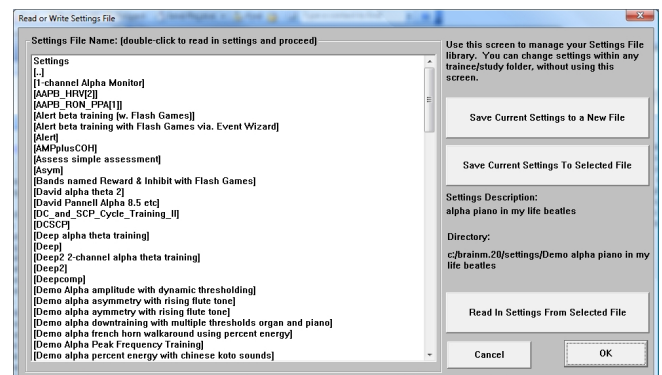 Read or Write Settings File
Settings File Name: (double-click to read in settings and proceed)
Settings
[..]
[1-channel Alpha Monitor]
[AAPB_HRV[2]]
[AAPB_RON_PPA[1]]
[Alert beta training [w. Flash Games]]
[Alert beta training with Flash Games via. Event Wizard]
[Alert]
[AMPplusCOH]
[Assess simple assessment]
[Asym]
[Bands named Reward & Inhibit with Flash Games]
[David alpha theta 2]
[David Pannell Alpha 8.5 etc]
[DC_and_SCP_Cycle_Training_II]
[DCSCP]
[Deep alpha theta training]
[Deep]
[Deep2 2-channel alpha theta training]
[Deep2]
[Deepcomp]
[Demo Alpha amplitude with dynamic thresholding]
[Demo alpha asymmetry with rising flute tone]
[Demo alpha aymmetry with rising flute tone]
[Demo alpha downtraining with multiple thresholds organ and piano]
[Demo alpha french horn walkaround using percent energy]
[Demo Alpha Peak Frequency Training]
[Demo alpha percent energy with chinese koto sounds]
Use this screen to manage your Settings File
library. You can change settings within any
trainee/study folder, without using this
screen.
Save Current Settings to a New File
Save Current Settings To Selected File
Settings Description:
alpha piano in my life beatles
Directory:
c:/brainm.20/settings/Demo alpha piano in my
life beatles
Read In Settings From Selected File
Cancel
OK